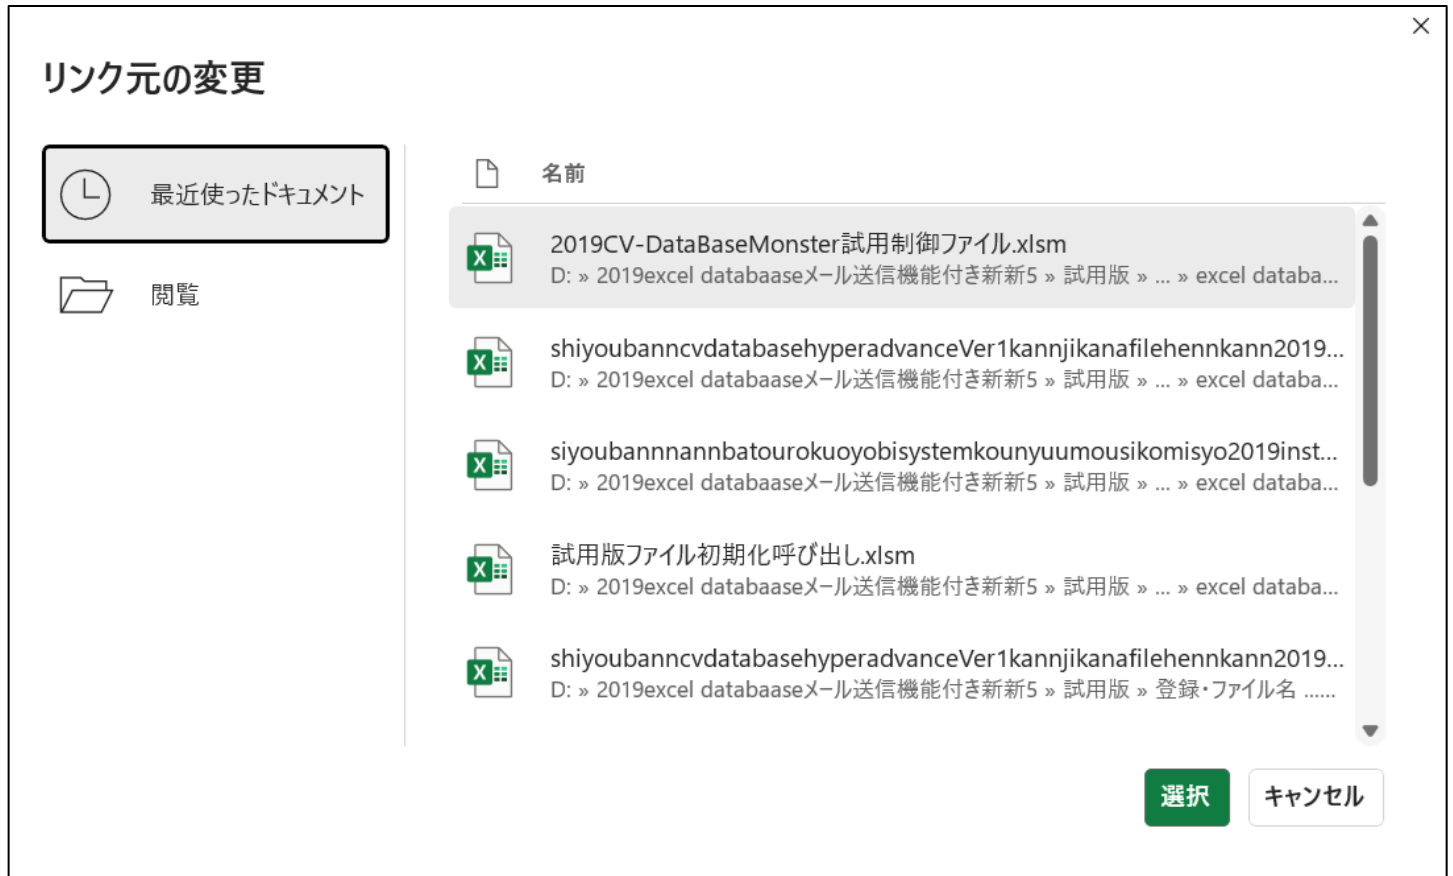 リンク元の変更
最近使ったドキュメント
閲覧
名前
2019CV-DataBaseMonster試用制御ファイル.xlsm
D: » 2019excel databaaseメール送信機能付き新新5 » 試用版 » ... » excel databa...
shiyoubanncvdatabasehyperadvanceVer1kannjikanafilehennkann2019...
D: » 2019excel databaaseメール送信機能付き新新5 » 試用版 » ... » excel databa...
siyoubannnannbatourokuoyobisystemkounyuumousikomisyo2019inst...
D: » 2019excel databaaseメール送信機能付き新新5 » 試用版 » ... » excel databa...
試用版ファイル初期化呼び出し.xlsm
D: » 2019excel databaaseメール送信機能付き新新5 » 試用版 » ... » excel databa...
shiyoubanncvdatabasehyperadvanceVer1kannjikanafilehennkann2019...
D: » 2019excel databaaseメール送信機能付き新新5 » 試用版 » 登録・ファイル名 ......
選択
キャンセル